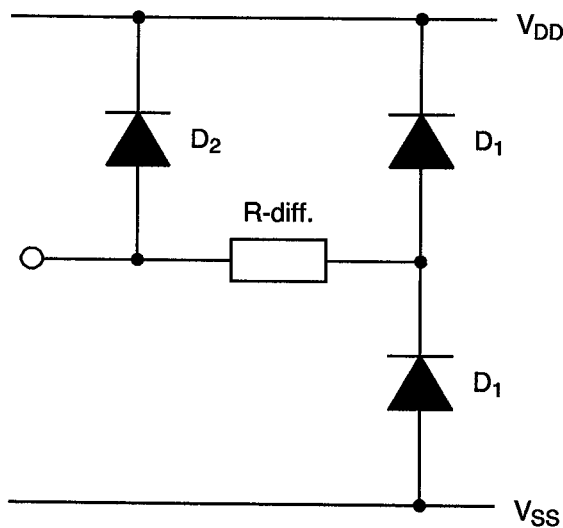 V_DD
D_2
D_1
R-diff.
D_1
V_SS